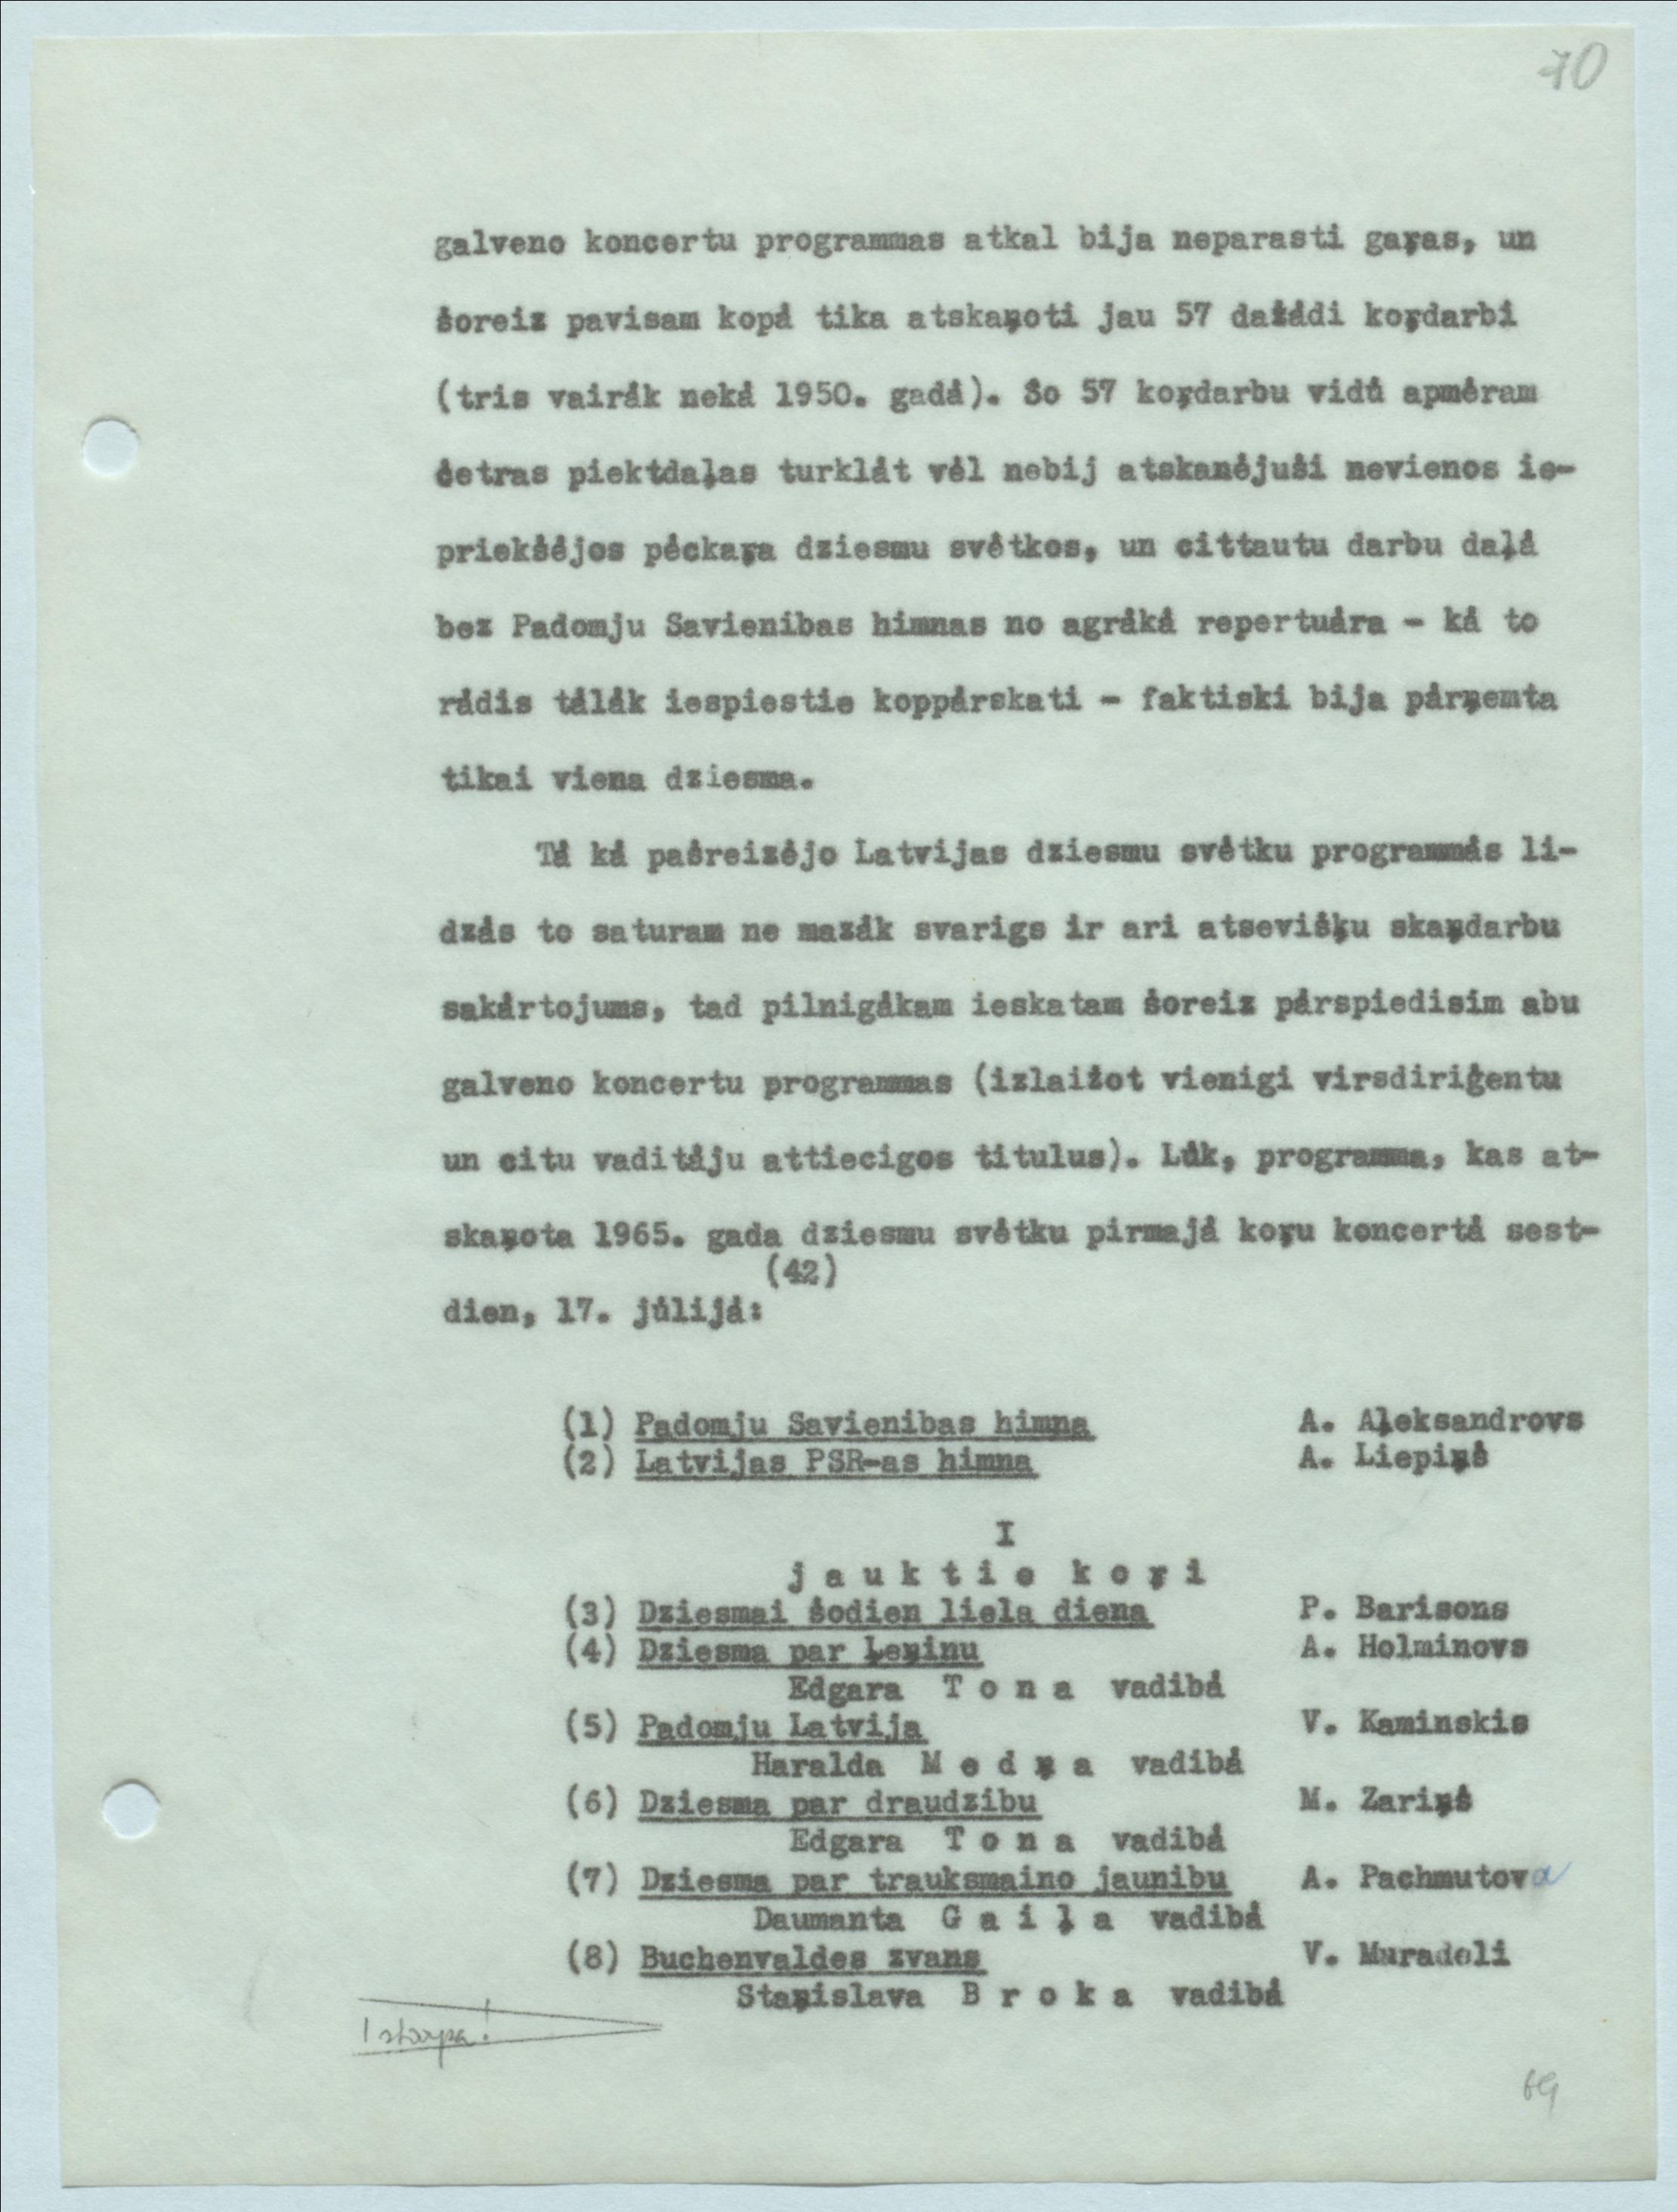 70
galveno koncertu programmas atkal bija neparasti gaŗas, un
šoreiz pavisam kopā tika atskaņoti jau 57 dažādi koŗdarbi
(tris vairāk nekā 1950. gadā). Šo 57 koŗdarbu vidū apmēram
četras piektdaļas turklāt vēl nebij atskanējuši nevienos ie-
priekšējos pēckaŗa dziesmu svētkos, un cittautu darbu daļā
bez Padomju Savienibas himnas no agrākā repertuāra - kā to
rādis tālāk iespiestie koppārskati - faktiski bija pārņemta
tikai viena dziesma.
Tā kā pašreizējo Latvijas dziesmu svētku programmās li-
dzās to saturam ne mazāk svarigs ir ari atsevišķu skaņdarbu
sakārtojums, tad pilnigākam ieskatam šoreiz pārspiedisim abu
galveno koncertu programmas (izlaižot vienigi virsdiriģentu
un citu vaditāju attiecigos titulus). Lūk, programma, kas at-
skaņota 1965. gada dziesmu svētku pirmajā koŗu koncertā sest-
(42)
dien, 17. jūlijā:
(1) Padomju Savienibas himna A. Aļeksandrovs
(2) Latvijas PSR-as himna A. Liepiņš
I
j a u k t i e k o ŗ i
(3) Dziesmai šodien liela diena P. Barisons
(4) Dziesma par Ļeņinu A. Holminovs
Edgara T o n a vadibā
(5) Padomju Latvija V. Kaminskis
Haralda M e d ņ a vadibā
(6) Dziesma par draudzibu M. Zariņš
Edgara T o n a vadibā
(7) Dziesma par trauksmaino jaunibu A. Pachmutova
Daumanta G a i ļ a vadibā
(8) Buchenvaldes zvans V. Muradeli
Staņislava B r o k a vadibā
1 starpa!
69